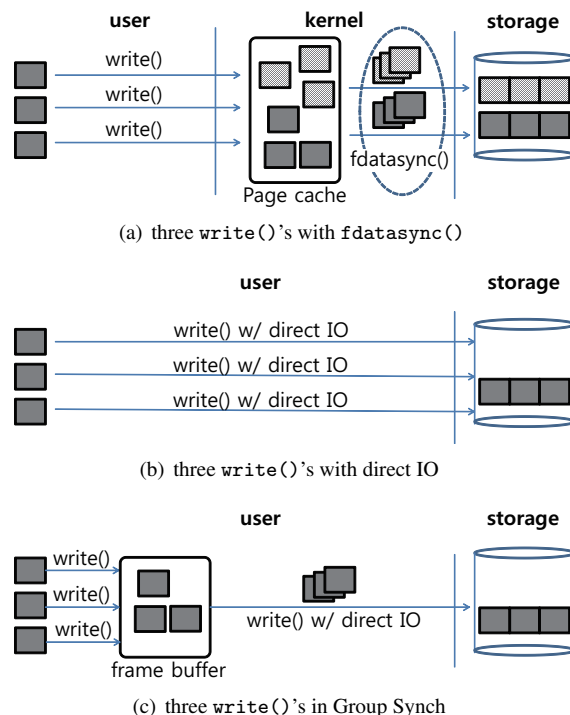 user kernel storage
write()
write()
write()
fdatasync()
Page cache
(a) three write()'s with fdatasync()
user storage
write() w/ direct IO
write() w/ direct IO
write() w/ direct IO
(b) three write()'s with direct IO
user storage
write()
write()
write()
write() w/ direct IO
frame buffer
(c) three write()'s in Group Synch